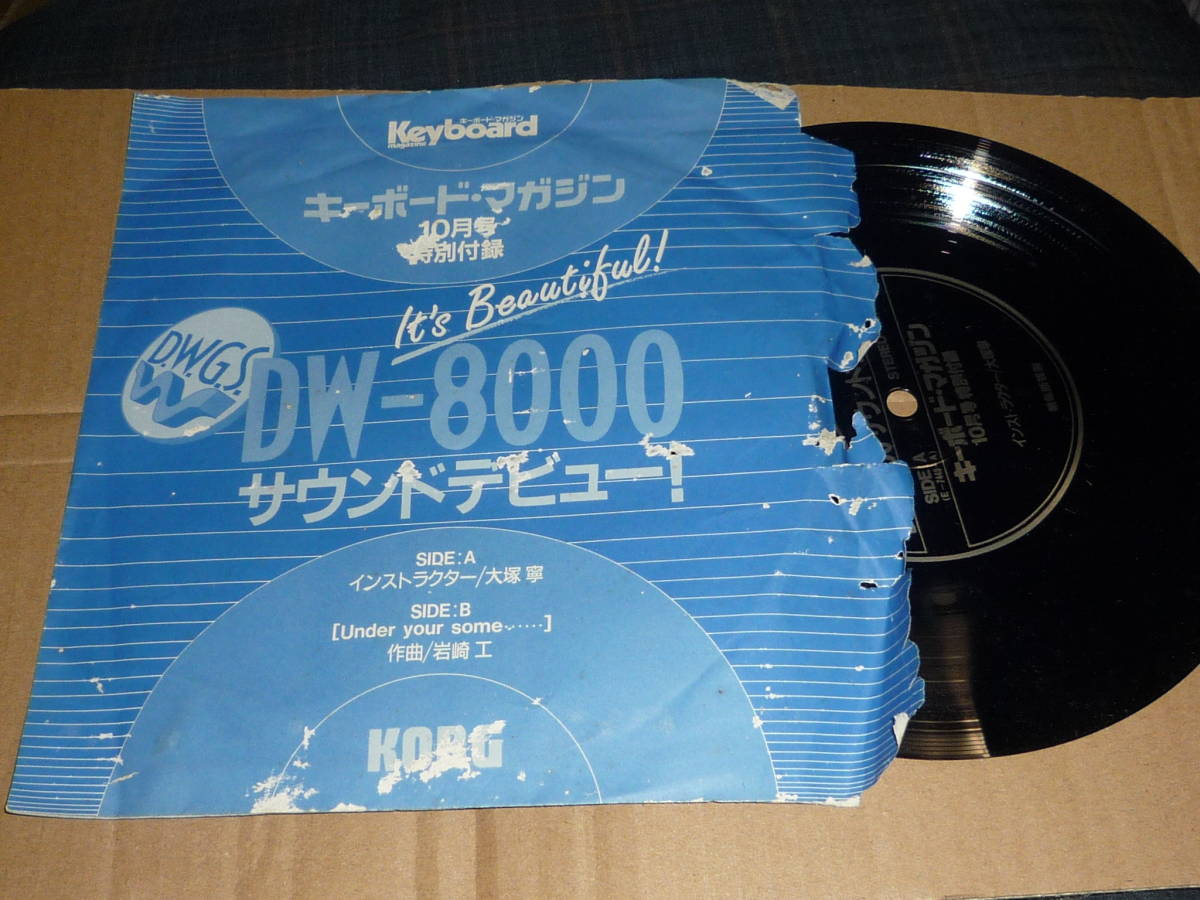 キーボード・マガジン
Keyboard
magazine
キーボード・マガジン
10月号
特別付録
It's Beautiful!
D.W.G.S.
DW-8000
サウンドデビュー!
SIDE:A
インストラクター/大塚 寧
SIDE:B
[Under your some・・・・・・]
作曲/岩崎 工
KORG
サウンド
STEREO
SIDE A
キーボード・マガジン
10月号 特別付録
インストラクター・大塚寧